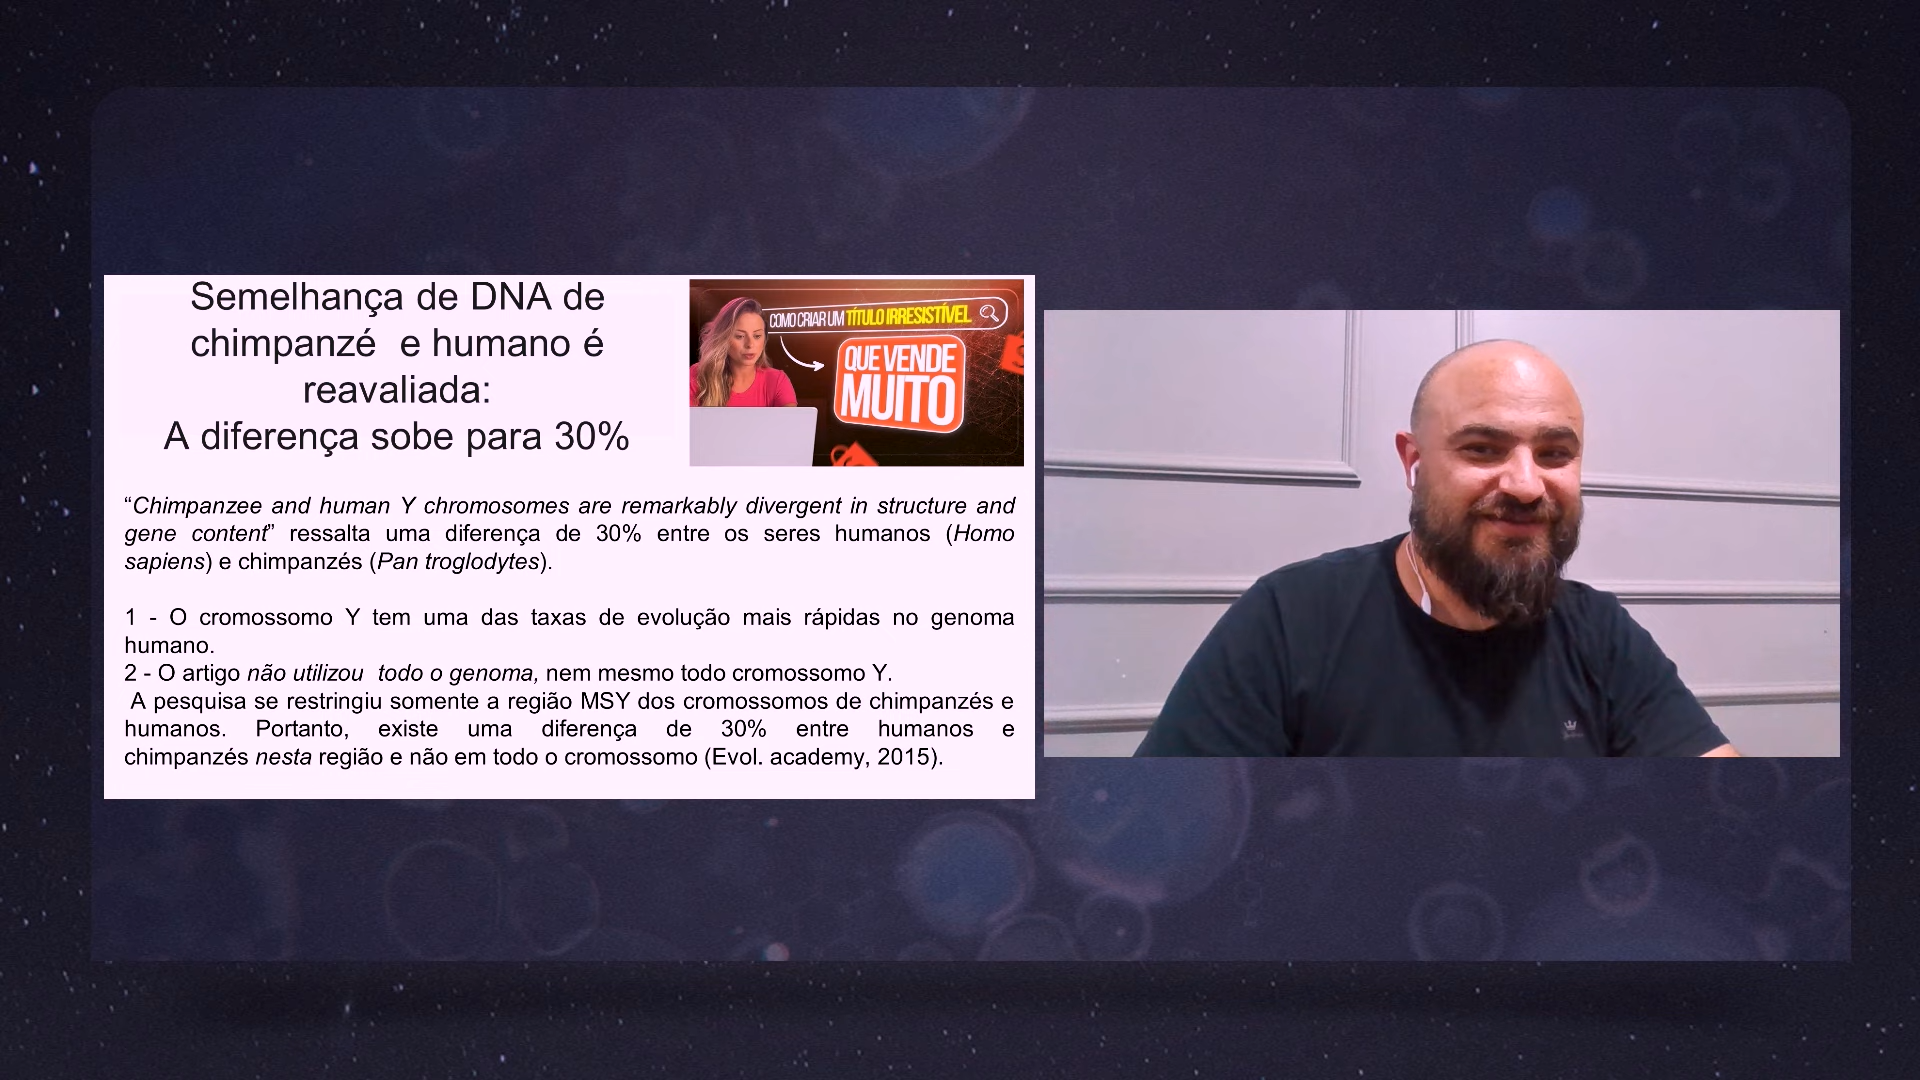 Semelhança de DNA de
chimpanzé  e humano é
reavaliada:
A diferença sobe para 30%
COMO CRIAR UM TÍTULO IRRESISTÍVEL
QUE VENDE
MUITO
“Chimpanzee and human Y chromosomes are remarkably divergent in structure and
gene content” ressalta uma diferença de 30% entre os seres humanos (Homo
sapiens) e chimpanzés (Pan troglodytes).
1 - O cromossomo Y tem uma das taxas de evolução mais rápidas no genoma
humano.
2 - O artigo não utilizou  todo o genoma, nem mesmo todo cromossomo Y.
A pesquisa se restringiu somente a região MSY dos cromossomos de chimpanzés e
humanos. Portanto, existe uma diferença de 30% entre humanos e
chimpanzés nesta região e não em todo o cromossomo (Evol. academy, 2015).